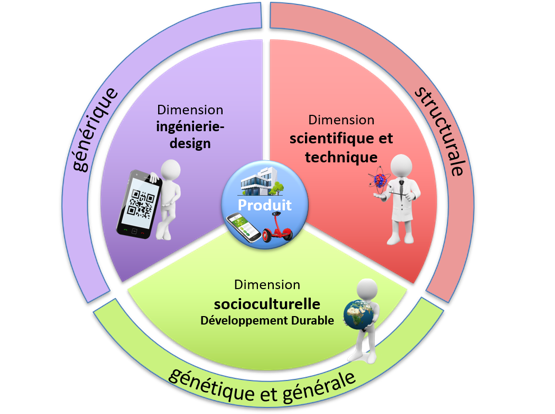 générique
structurale
Dimension
ingénierie-
design
Dimension
scientifique et
technique
Produit
Dimension
socioculturelle
Développement Durable
génétique et générale